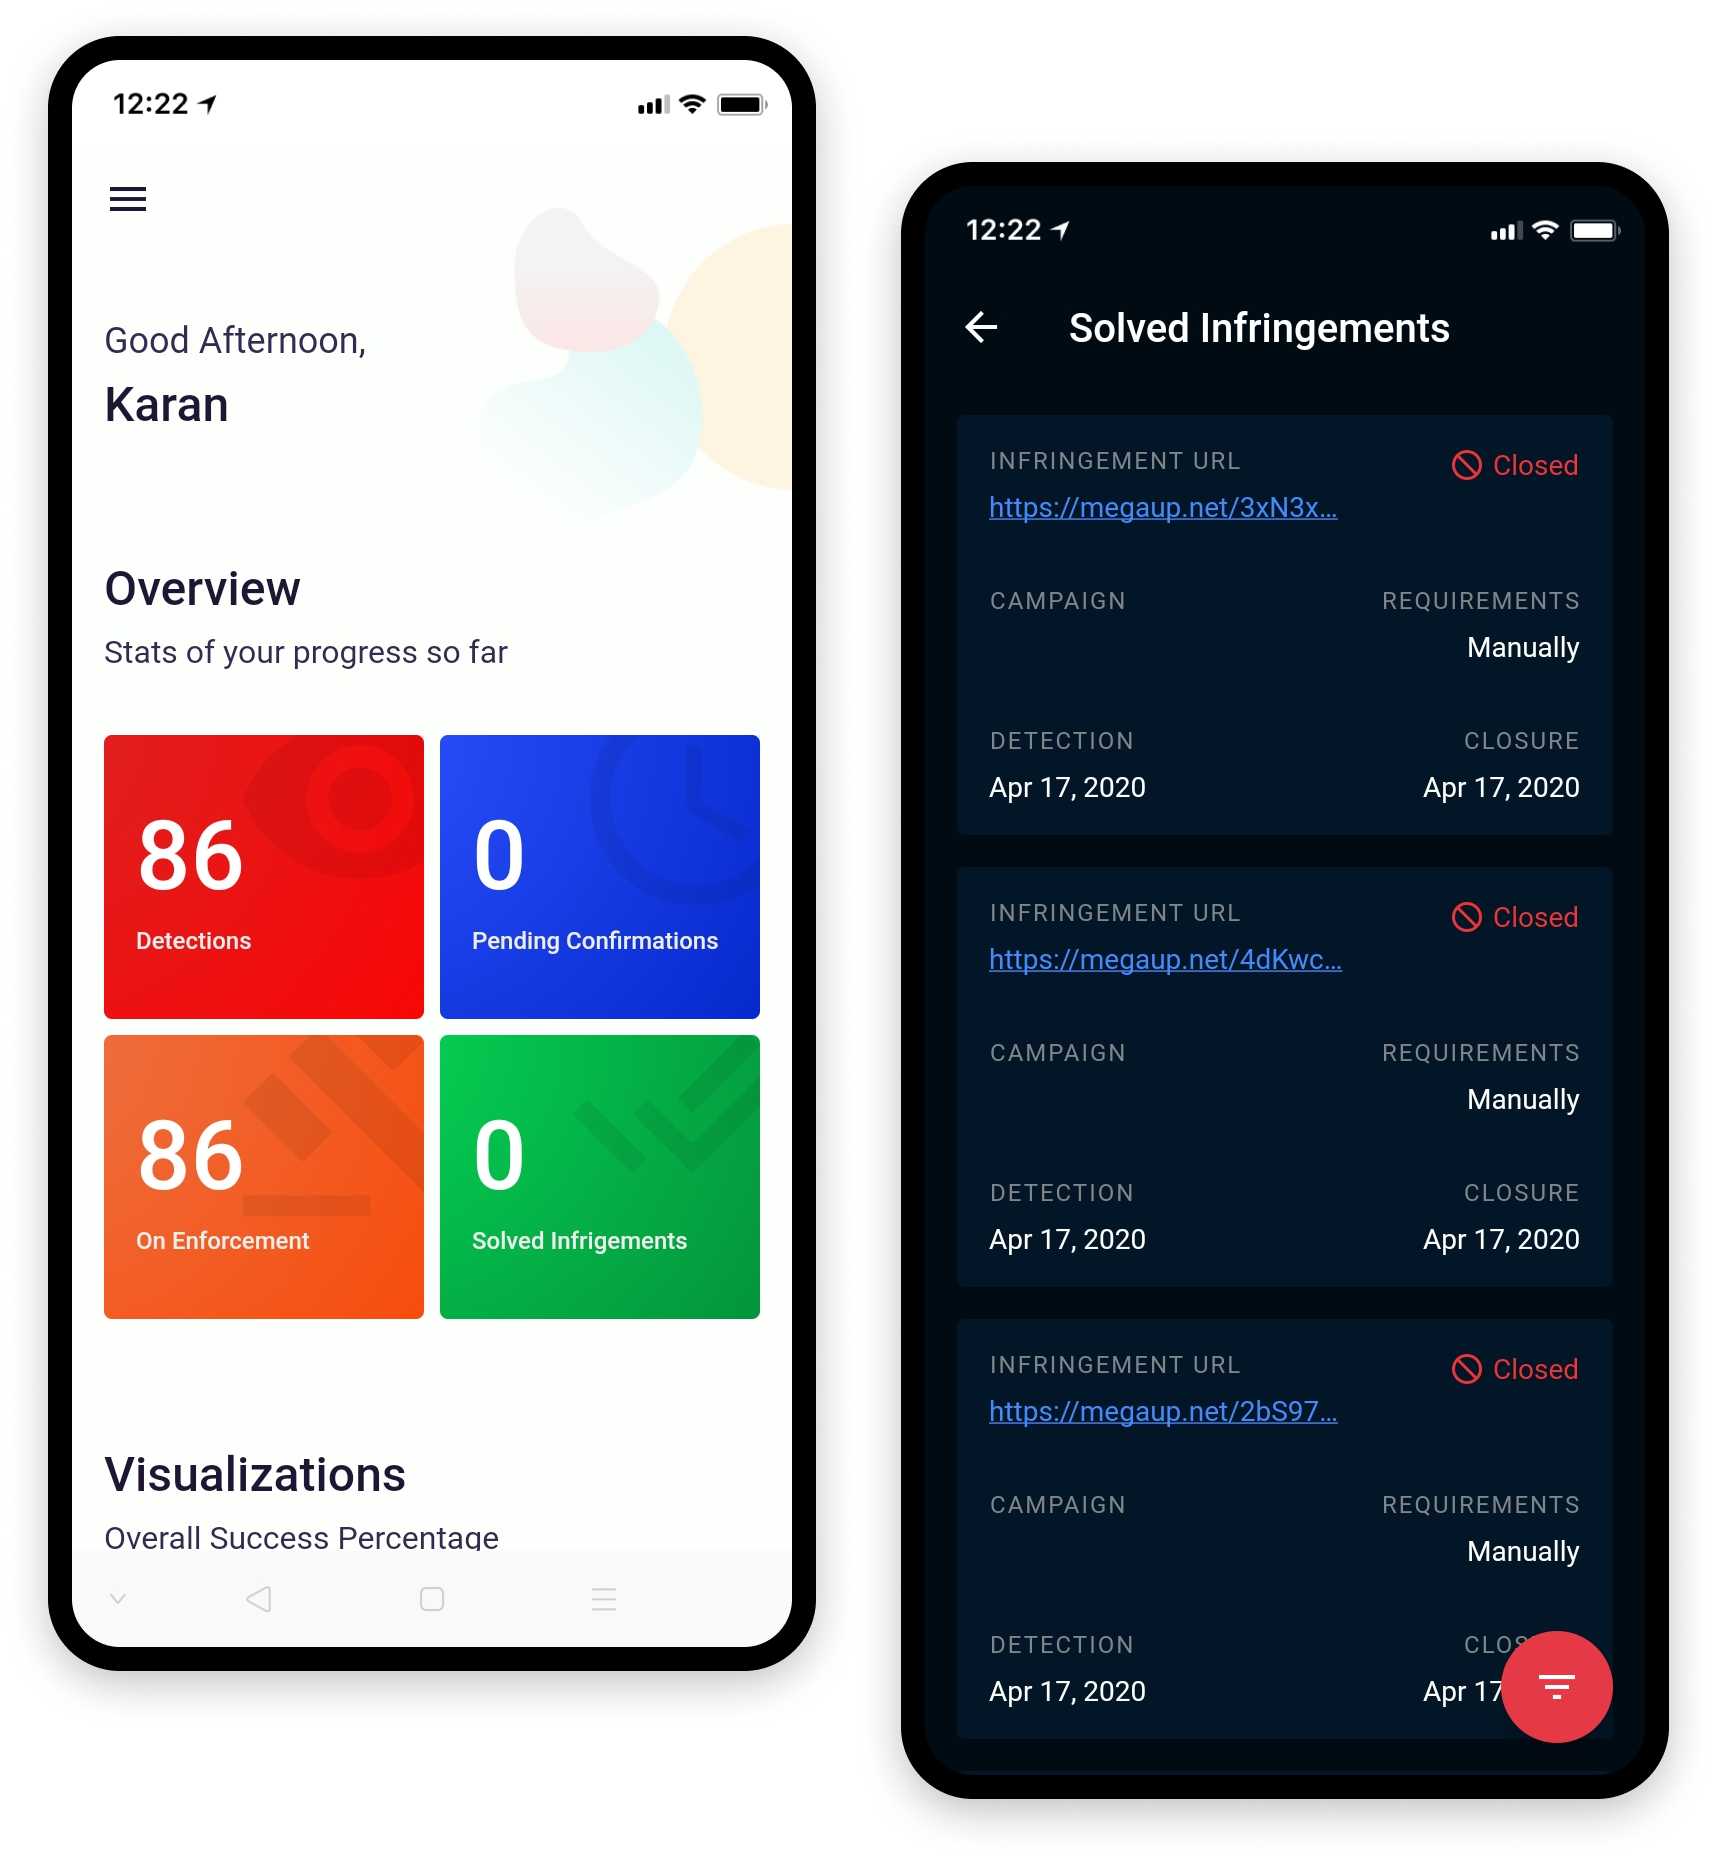 12:22
Good Afternoon,
Karan
Overview
Stats of your progress so far
86
Detections
0
Pending Confirmations
86
On Enforcement
0
Solved Infrigements
Visualizations
Overall Success Percentage
12:22
Solved Infringements
INFRINGEMENT URL
Closed
https://megaup.net/3xN3x...
CAMPAIGN
REQUIREMENTS
Manually
DETECTION
CLOSURE
Apr 17, 2020
Apr 17, 2020
INFRINGEMENT URL
Closed
https://megaup.net/4dKwc...
CAMPAIGN
REQUIREMENTS
Manually
DETECTION
CLOSURE
Apr 17, 2020
Apr 17, 2020
INFRINGEMENT URL
Closed
https://megaup.net/2bS97...
CAMPAIGN
REQUIREMENTS
Manually
DETECTION
CLOS
Apr 17, 2020
Apr 17